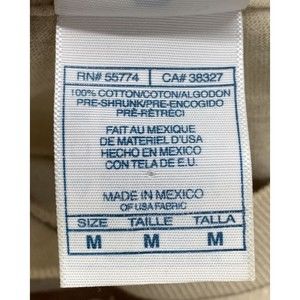 RN# 55774 CA# 38327
100% COTTON/COTON/ALGODON
PRE-SHRUNK/PRE-ENCOGIDO
PRÉ-RÉTRÉCI
FAIT AU MEXIQUE
DE MATERIEL D'USA
HECHO EN MEXICO
CON TELA DE E.U.
MADE IN MEXICO
OF USA FABRIC
SIZE TAILLE TALLA
M M M